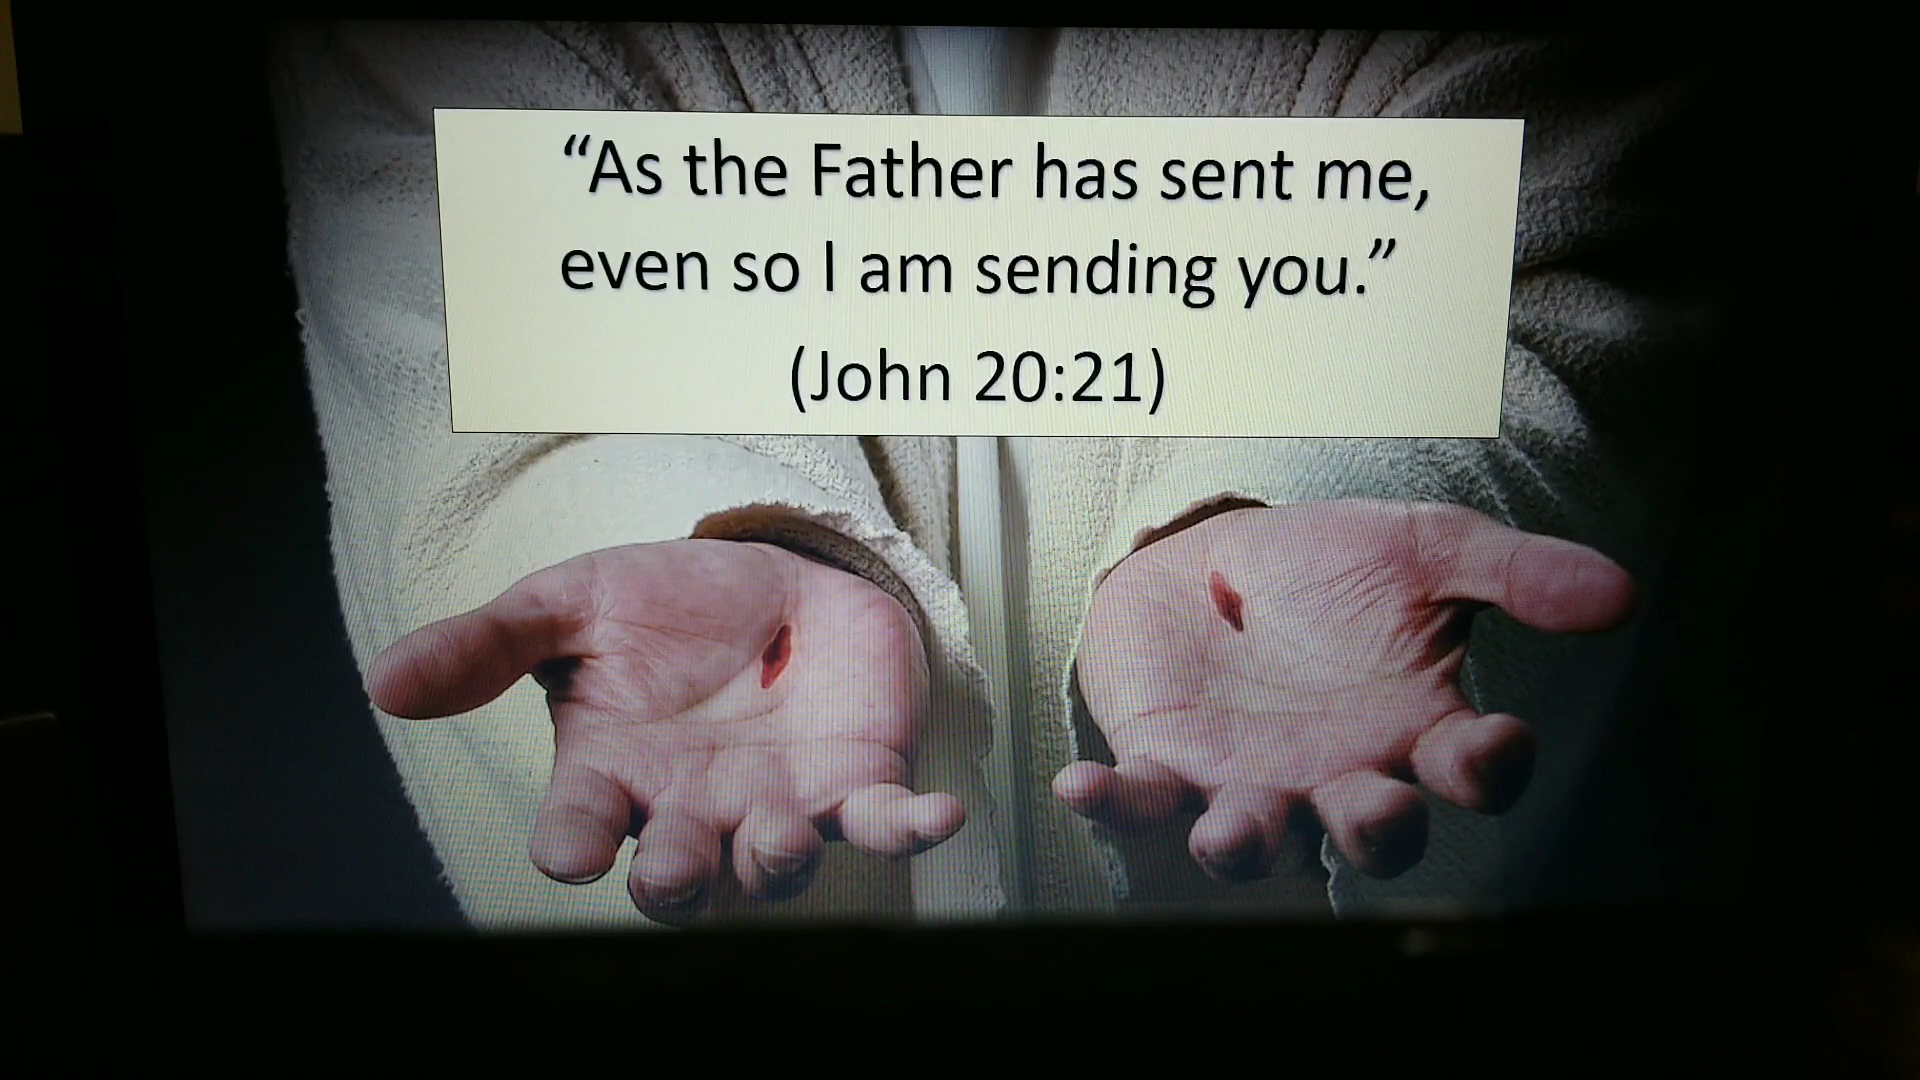 “As the Father has sent me,
even so I am sending you.”
(John 20:21)